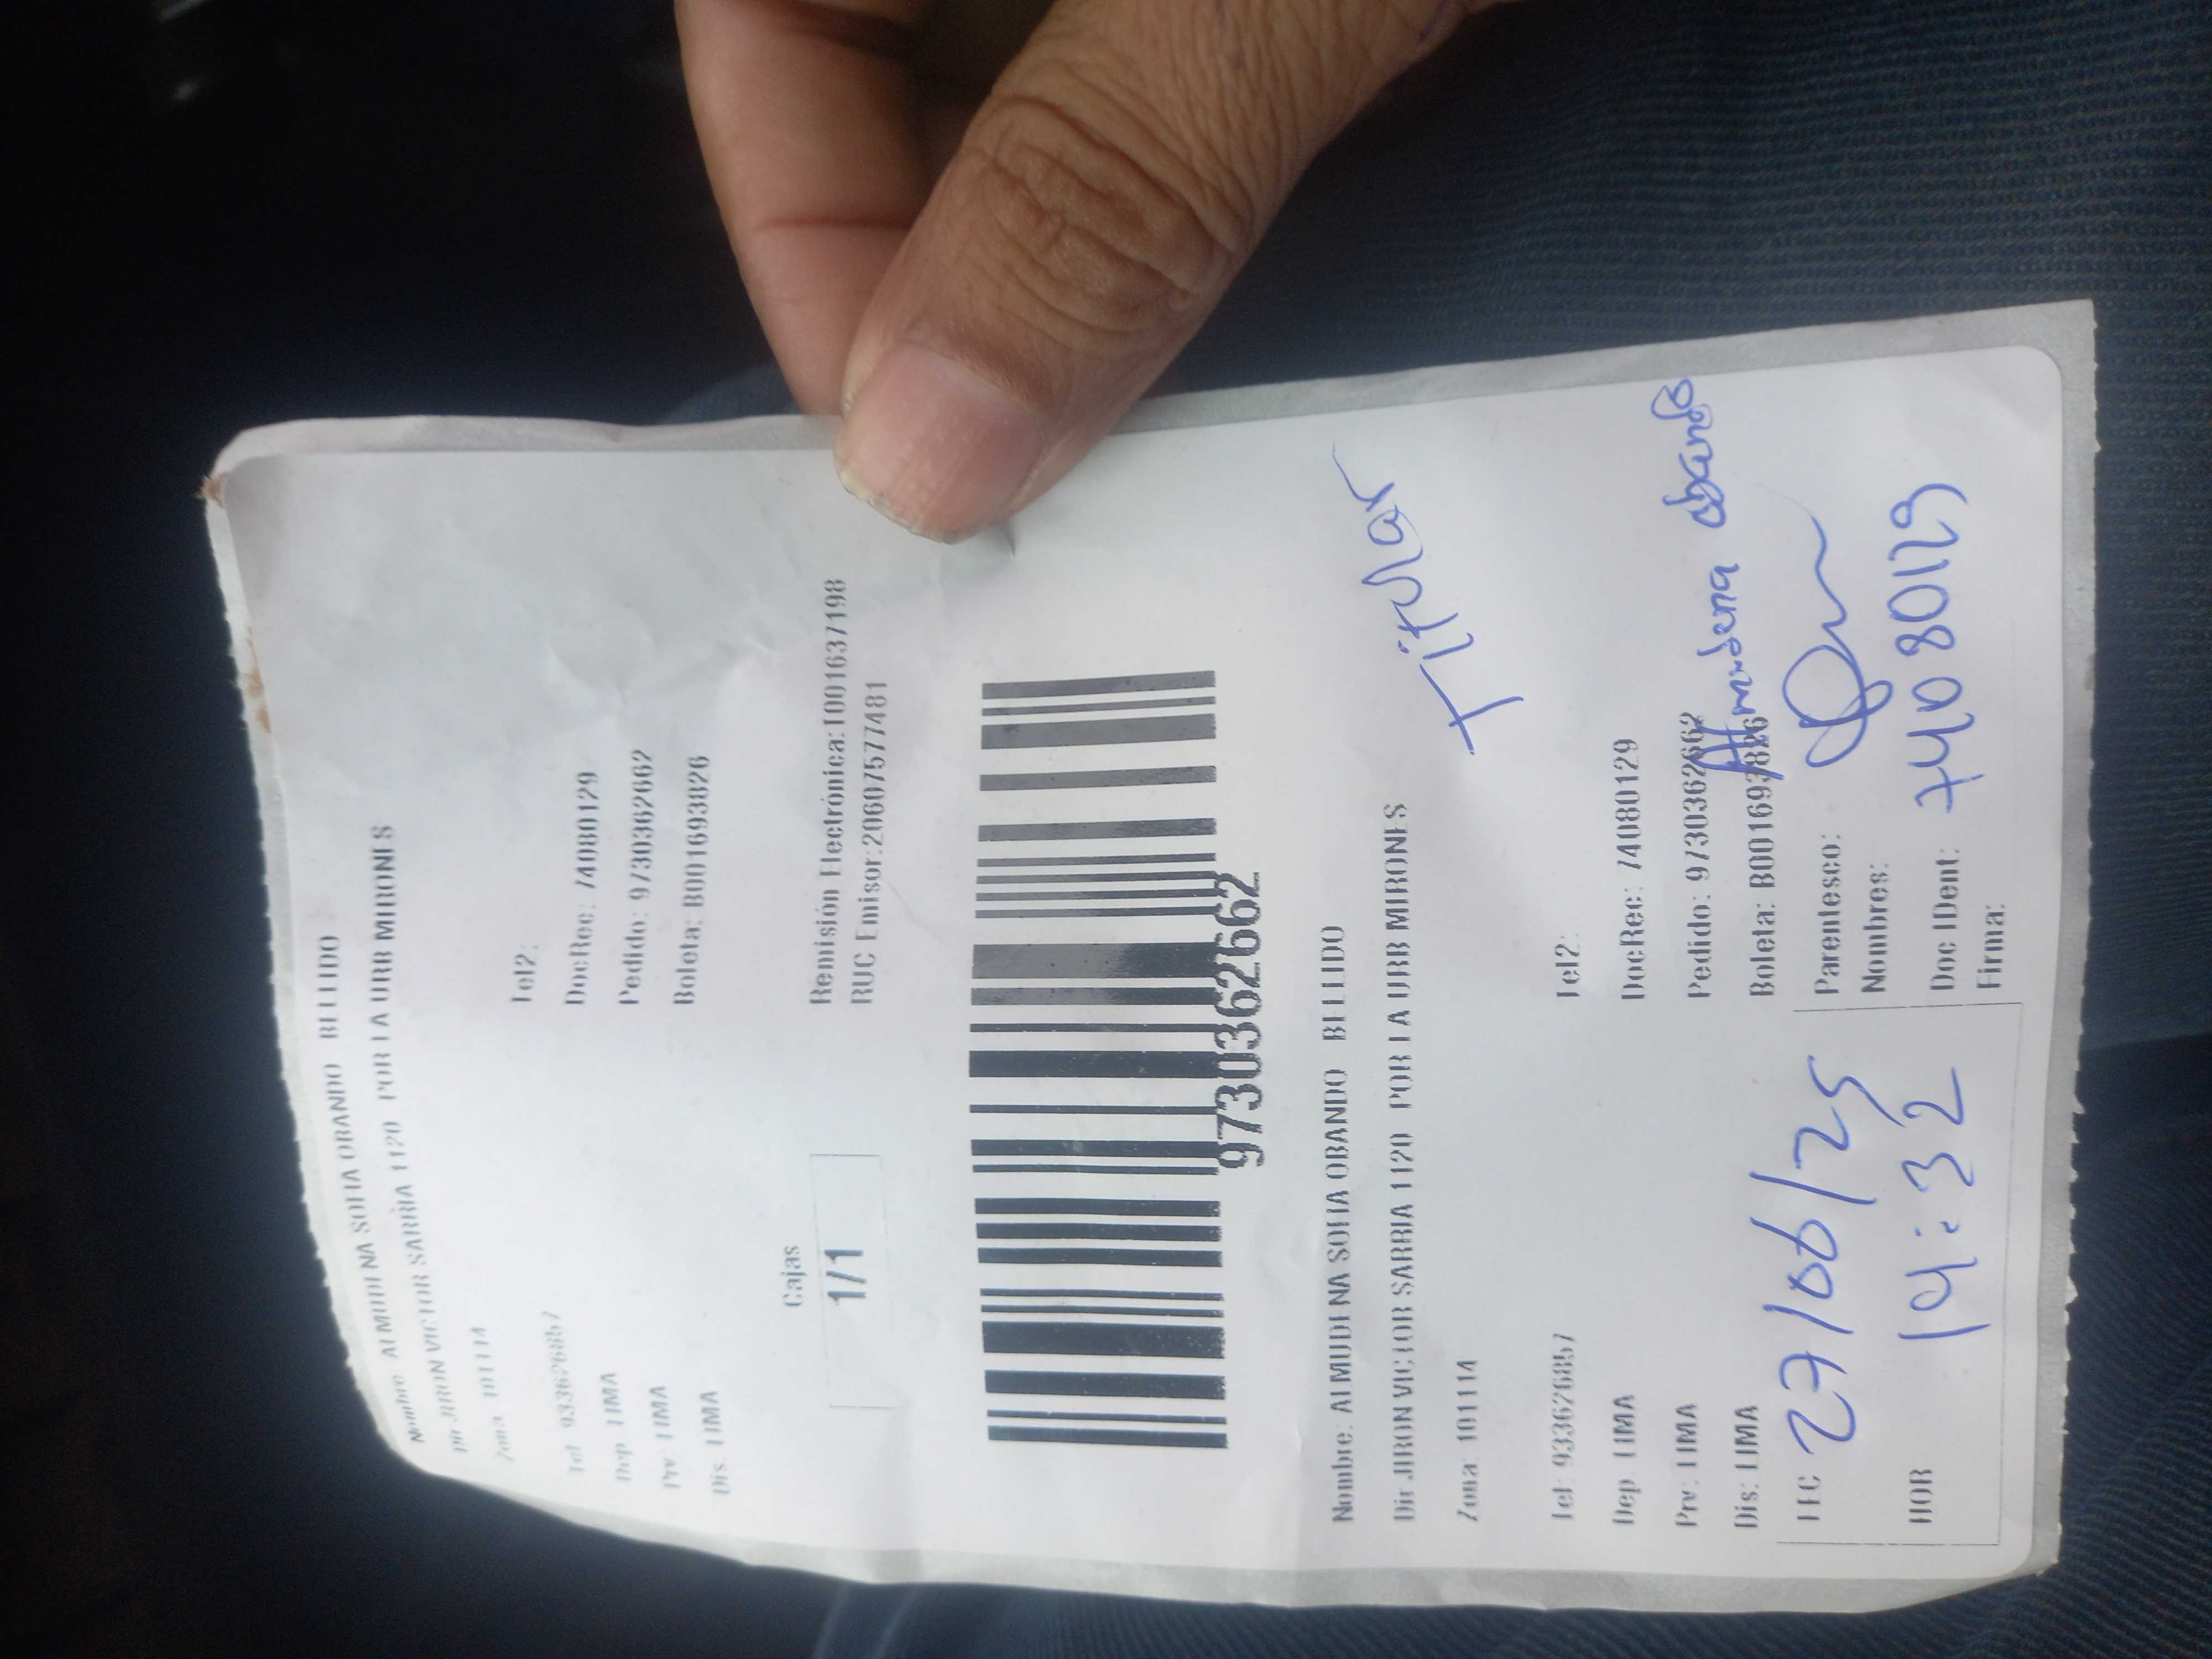 Nombre: ALMUDENA SOFIA OBANDO BELLIDO
Dir: JIRON VICTOR SARRIA 1120 POR LA URB MIRONES
Zona: 101114
Tel: 933626857 Tel2:
Dep: LIMA DocRec: 74080129
Prv: LIMA Pedido: 9730362662
Dis: LIMA Boleta: B001693826
Cajas
1/1
Remisión Electrónica: T001637198
RUC Emisor:20607577481
9730362662
Nombre: ALMUDENA SOFIA OBANDO BELLIDO
Dir: JIRON VICTOR SARRIA 1120 POR LA URB MIRONES
Zona: 101114
Titular
Tel: 933626857 Tel2:
Dep: LIMA DocRec: 74080129
Prv: LIMA Pedido: 9730362662
Dis: LIMA Boleta: B001693826
Almudena Obando
FEC 27/06/25 Parentesco:
Nombres:
HOR 14:32 Doc IDent: 74080129
Firma: